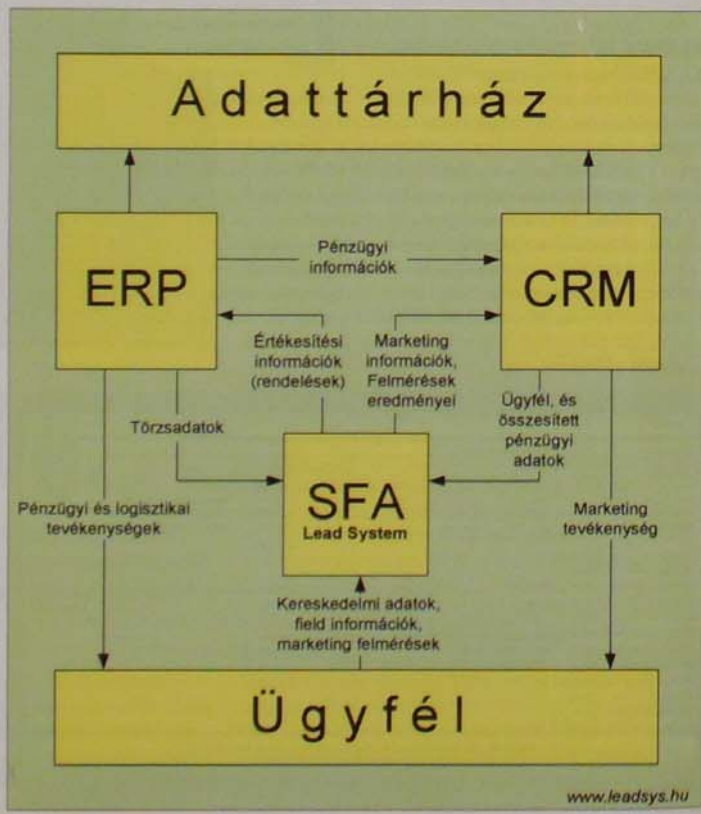 Adattárház
ERP
CRM
Pénzügyi
információk
Értékesítési
információk
(rendelések)
Marketing
információk,
Felmérések
eredményei
Törzsadatok
Ügyfél, és
összesített
pénzügyi
adatok
SFA
Lead System
Pénzügyi és logisztikai
tevékenységek
Marketing
tevékenység
Kereskedelmi adatok,
field információk,
marketing felmérések
Ügyfél
www.leadsys.hu